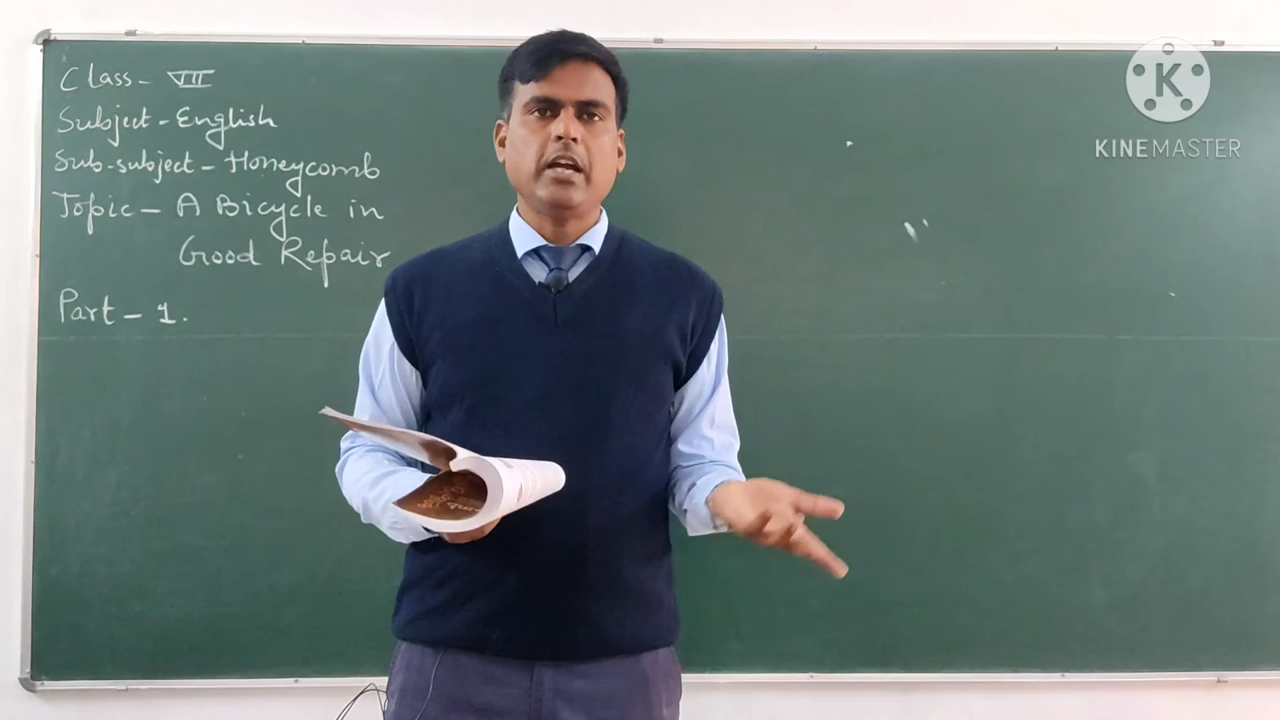 Class - VII
Subject - English
Sub-subject - Honeycomb
Topic - A Bicycle in
Good Repair
Part - 1.
K
KINEMASTER